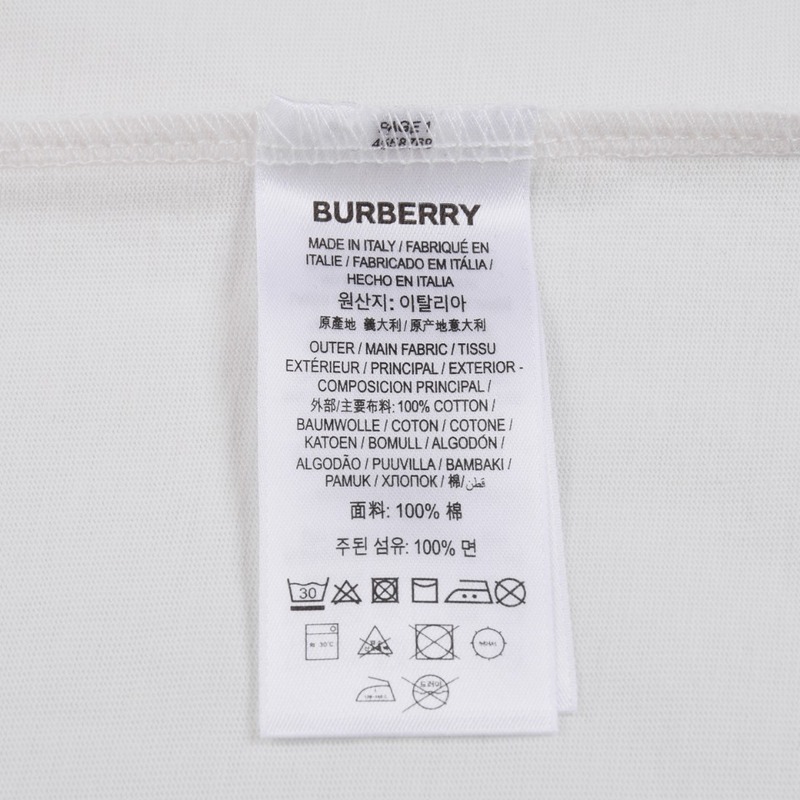 PAGE 1
BURBERRY
MADE IN ITALY / FABRIQUÉ EN
ITALIE / FABRICADO EM ITÁLIA /
HECHO EN ITALIA
원산지: 이탈리아
原產地 義大利 / 原产地意大利
OUTER / MAIN FABRIC / TISSU
EXTÉRIEUR / PRINCIPAL / EXTERIOR -
COMPOSICION PRINCIPAL /
外部/主要布料: 100% COTTON /
BAUMWOLLE / COTON / COTONE /
KATOEN / BOMULL / ALGODÓN /
ALGODÃO / PUUVILLA / BAMBAKI /
PAMUK / ХЛОПОК / 棉/ قطن
面料: 100% 棉
주된 섬유: 100% 면
30